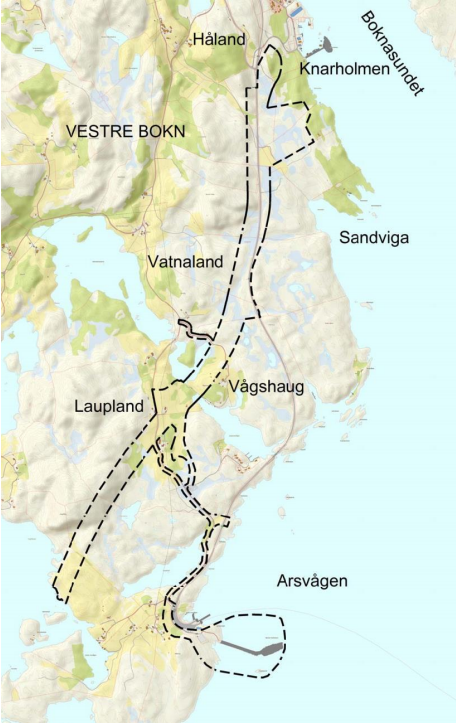 Håland
Boknasundet
Knarholmen
VESTRE BOKN
Sandviga
Vatnaland
Vågshaug
Laupland
Arsvågen